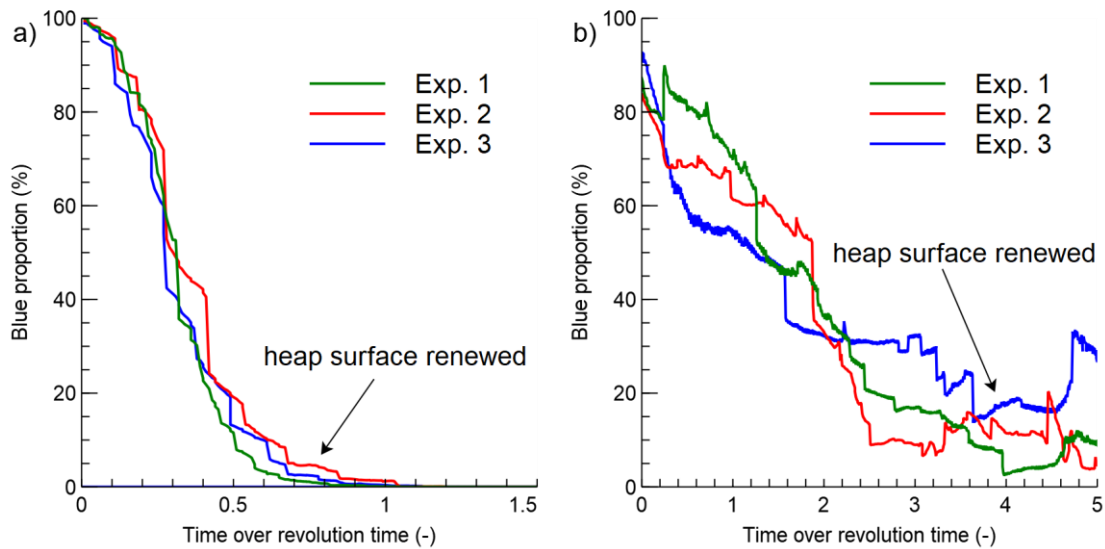 a)
Blue proportion (%)
100
80
60
40
20
0
Exp. 1
Exp. 2
Exp. 3
heap surface renewed
0
0.5
1
1.5
Time over revolution time (-)
b)
Blue proportion (%)
100
80
60
40
20
0
Exp. 1
Exp. 2
Exp. 3
heap surface renewed
0
1
2
3
4
5
Time over revolution time (-)